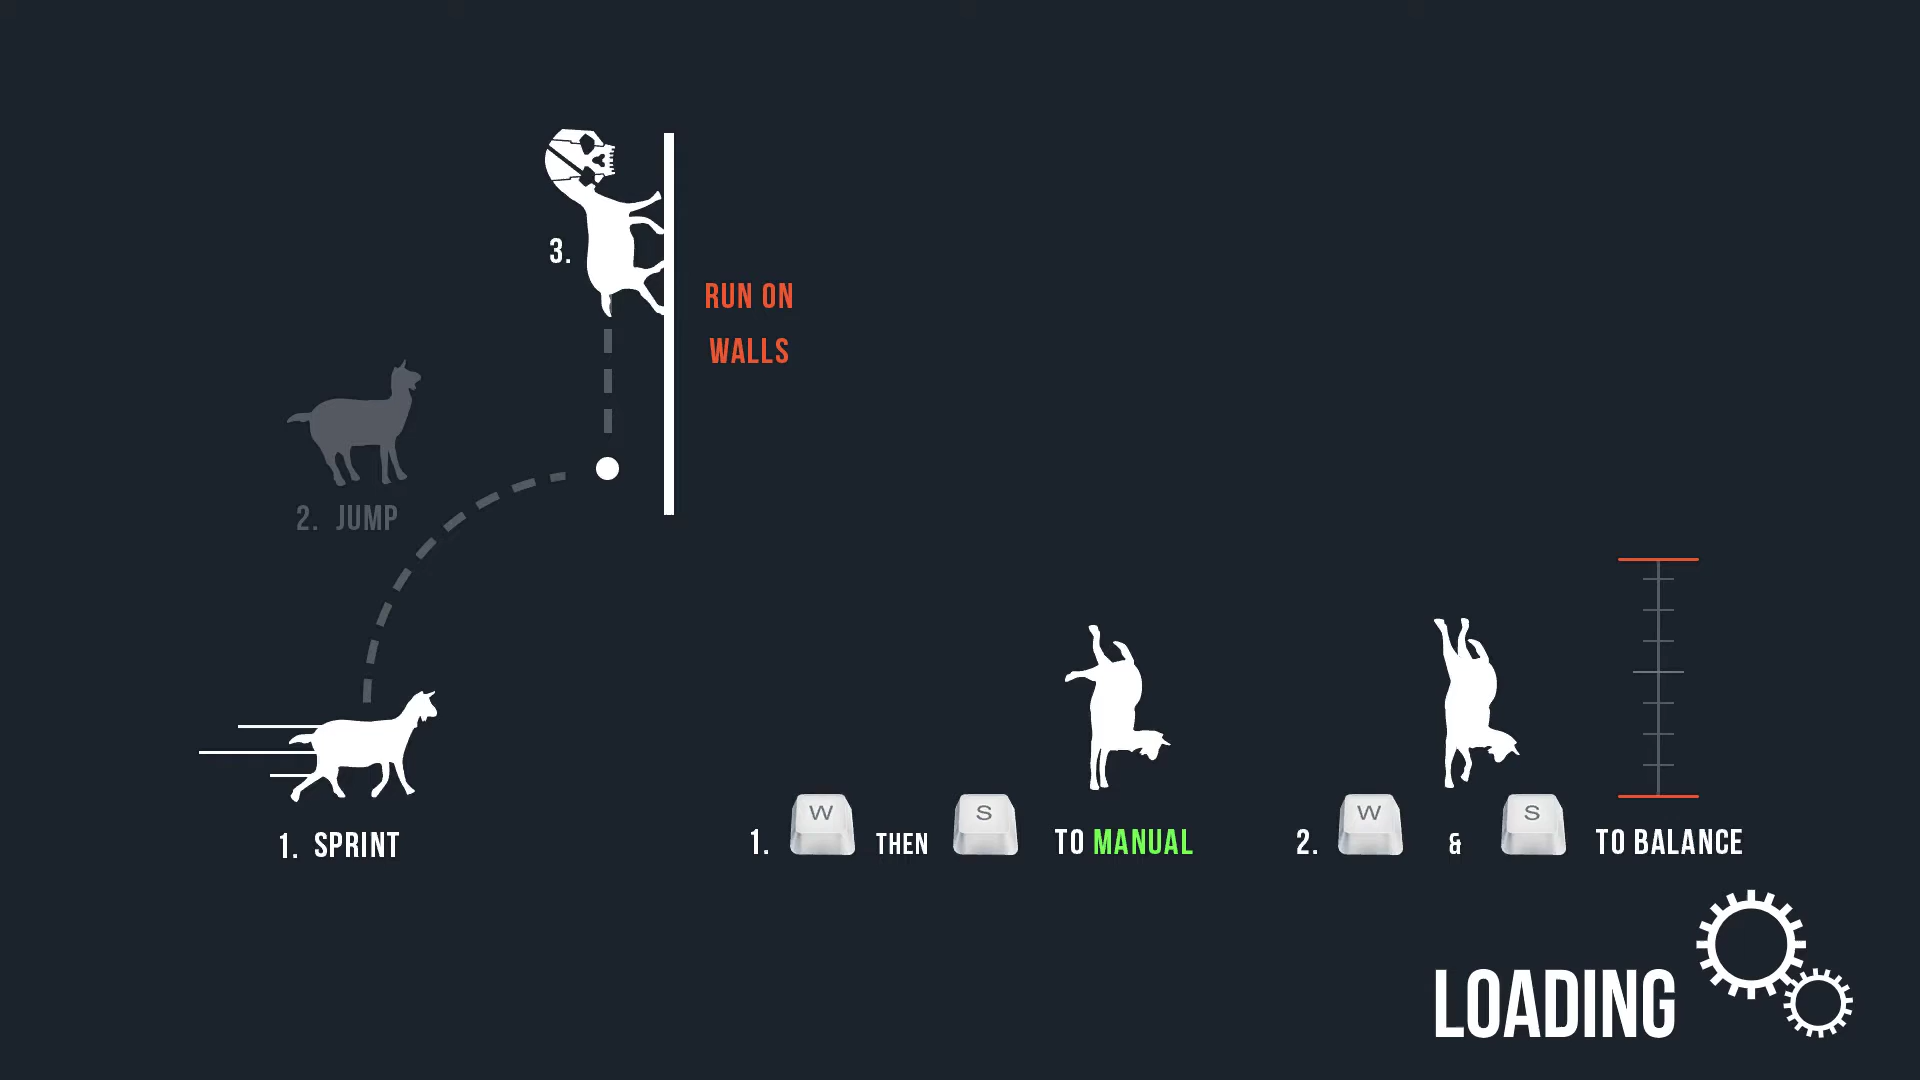 3.
RUN ON
WALLS
2. JUMP
1. SPRINT
1. W THEN S TO MANUAL
2. W & S TO BALANCE
LOADING